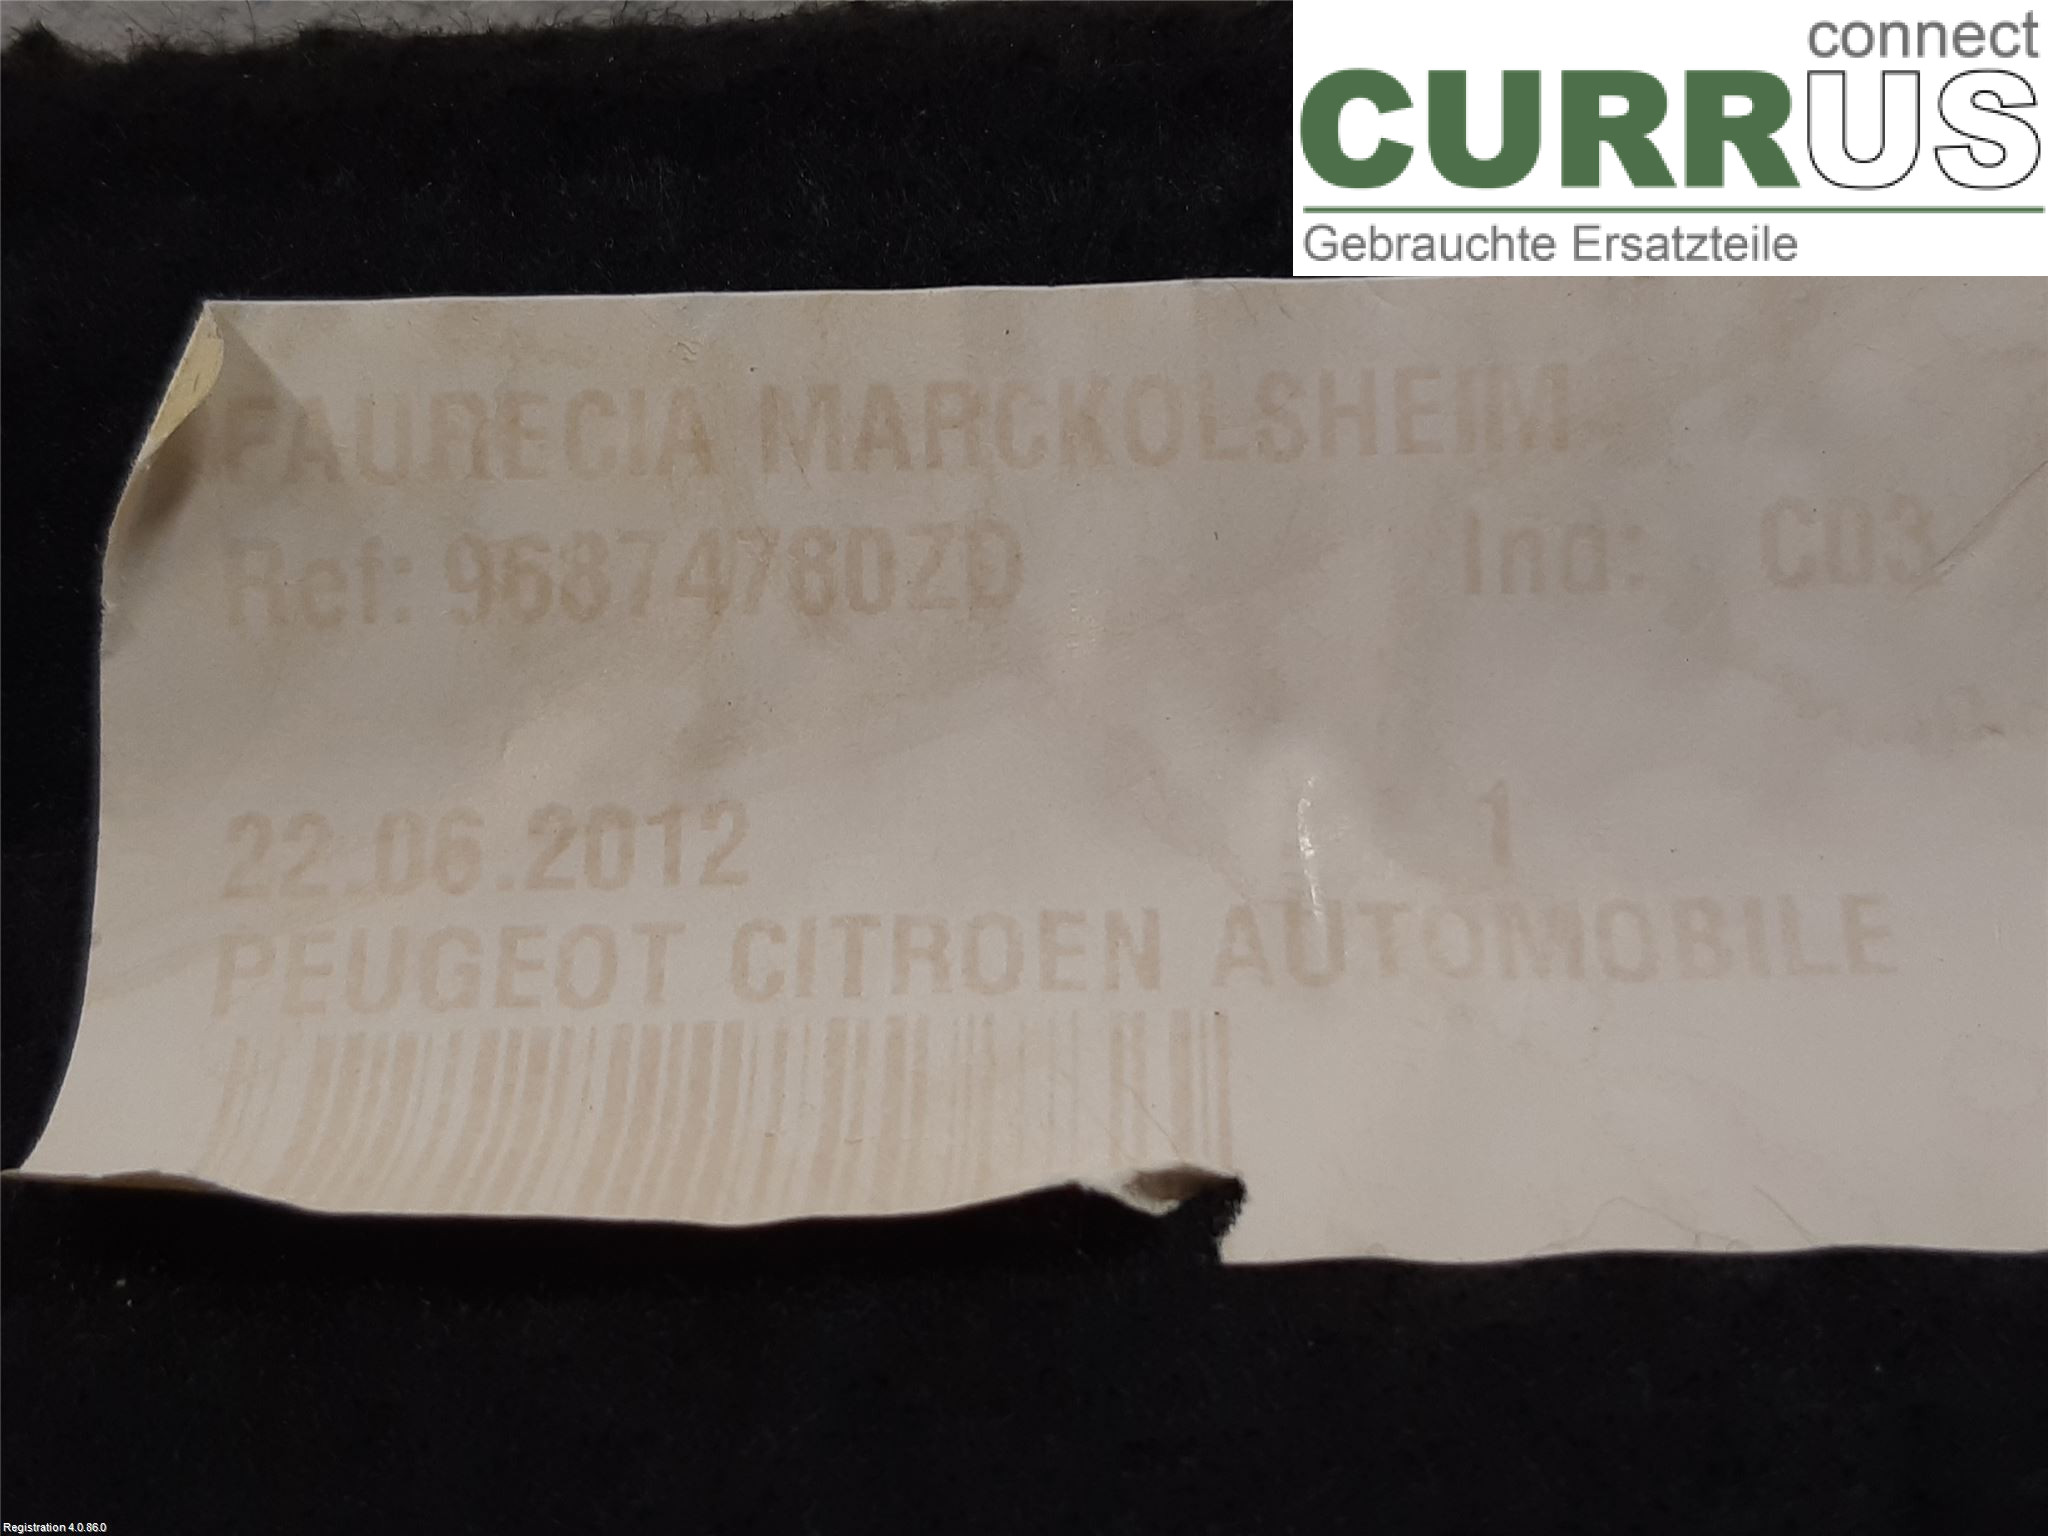 connect
CURRUS
Gebrauchte Ersatzteile
FAURECIA MARCKOLSHEIM
Ref: 96874780ZD Ind: C03
22.06.2012 1
PEUGEOT CITROEN AUTOMOBILE
Registration 4.0.86.0